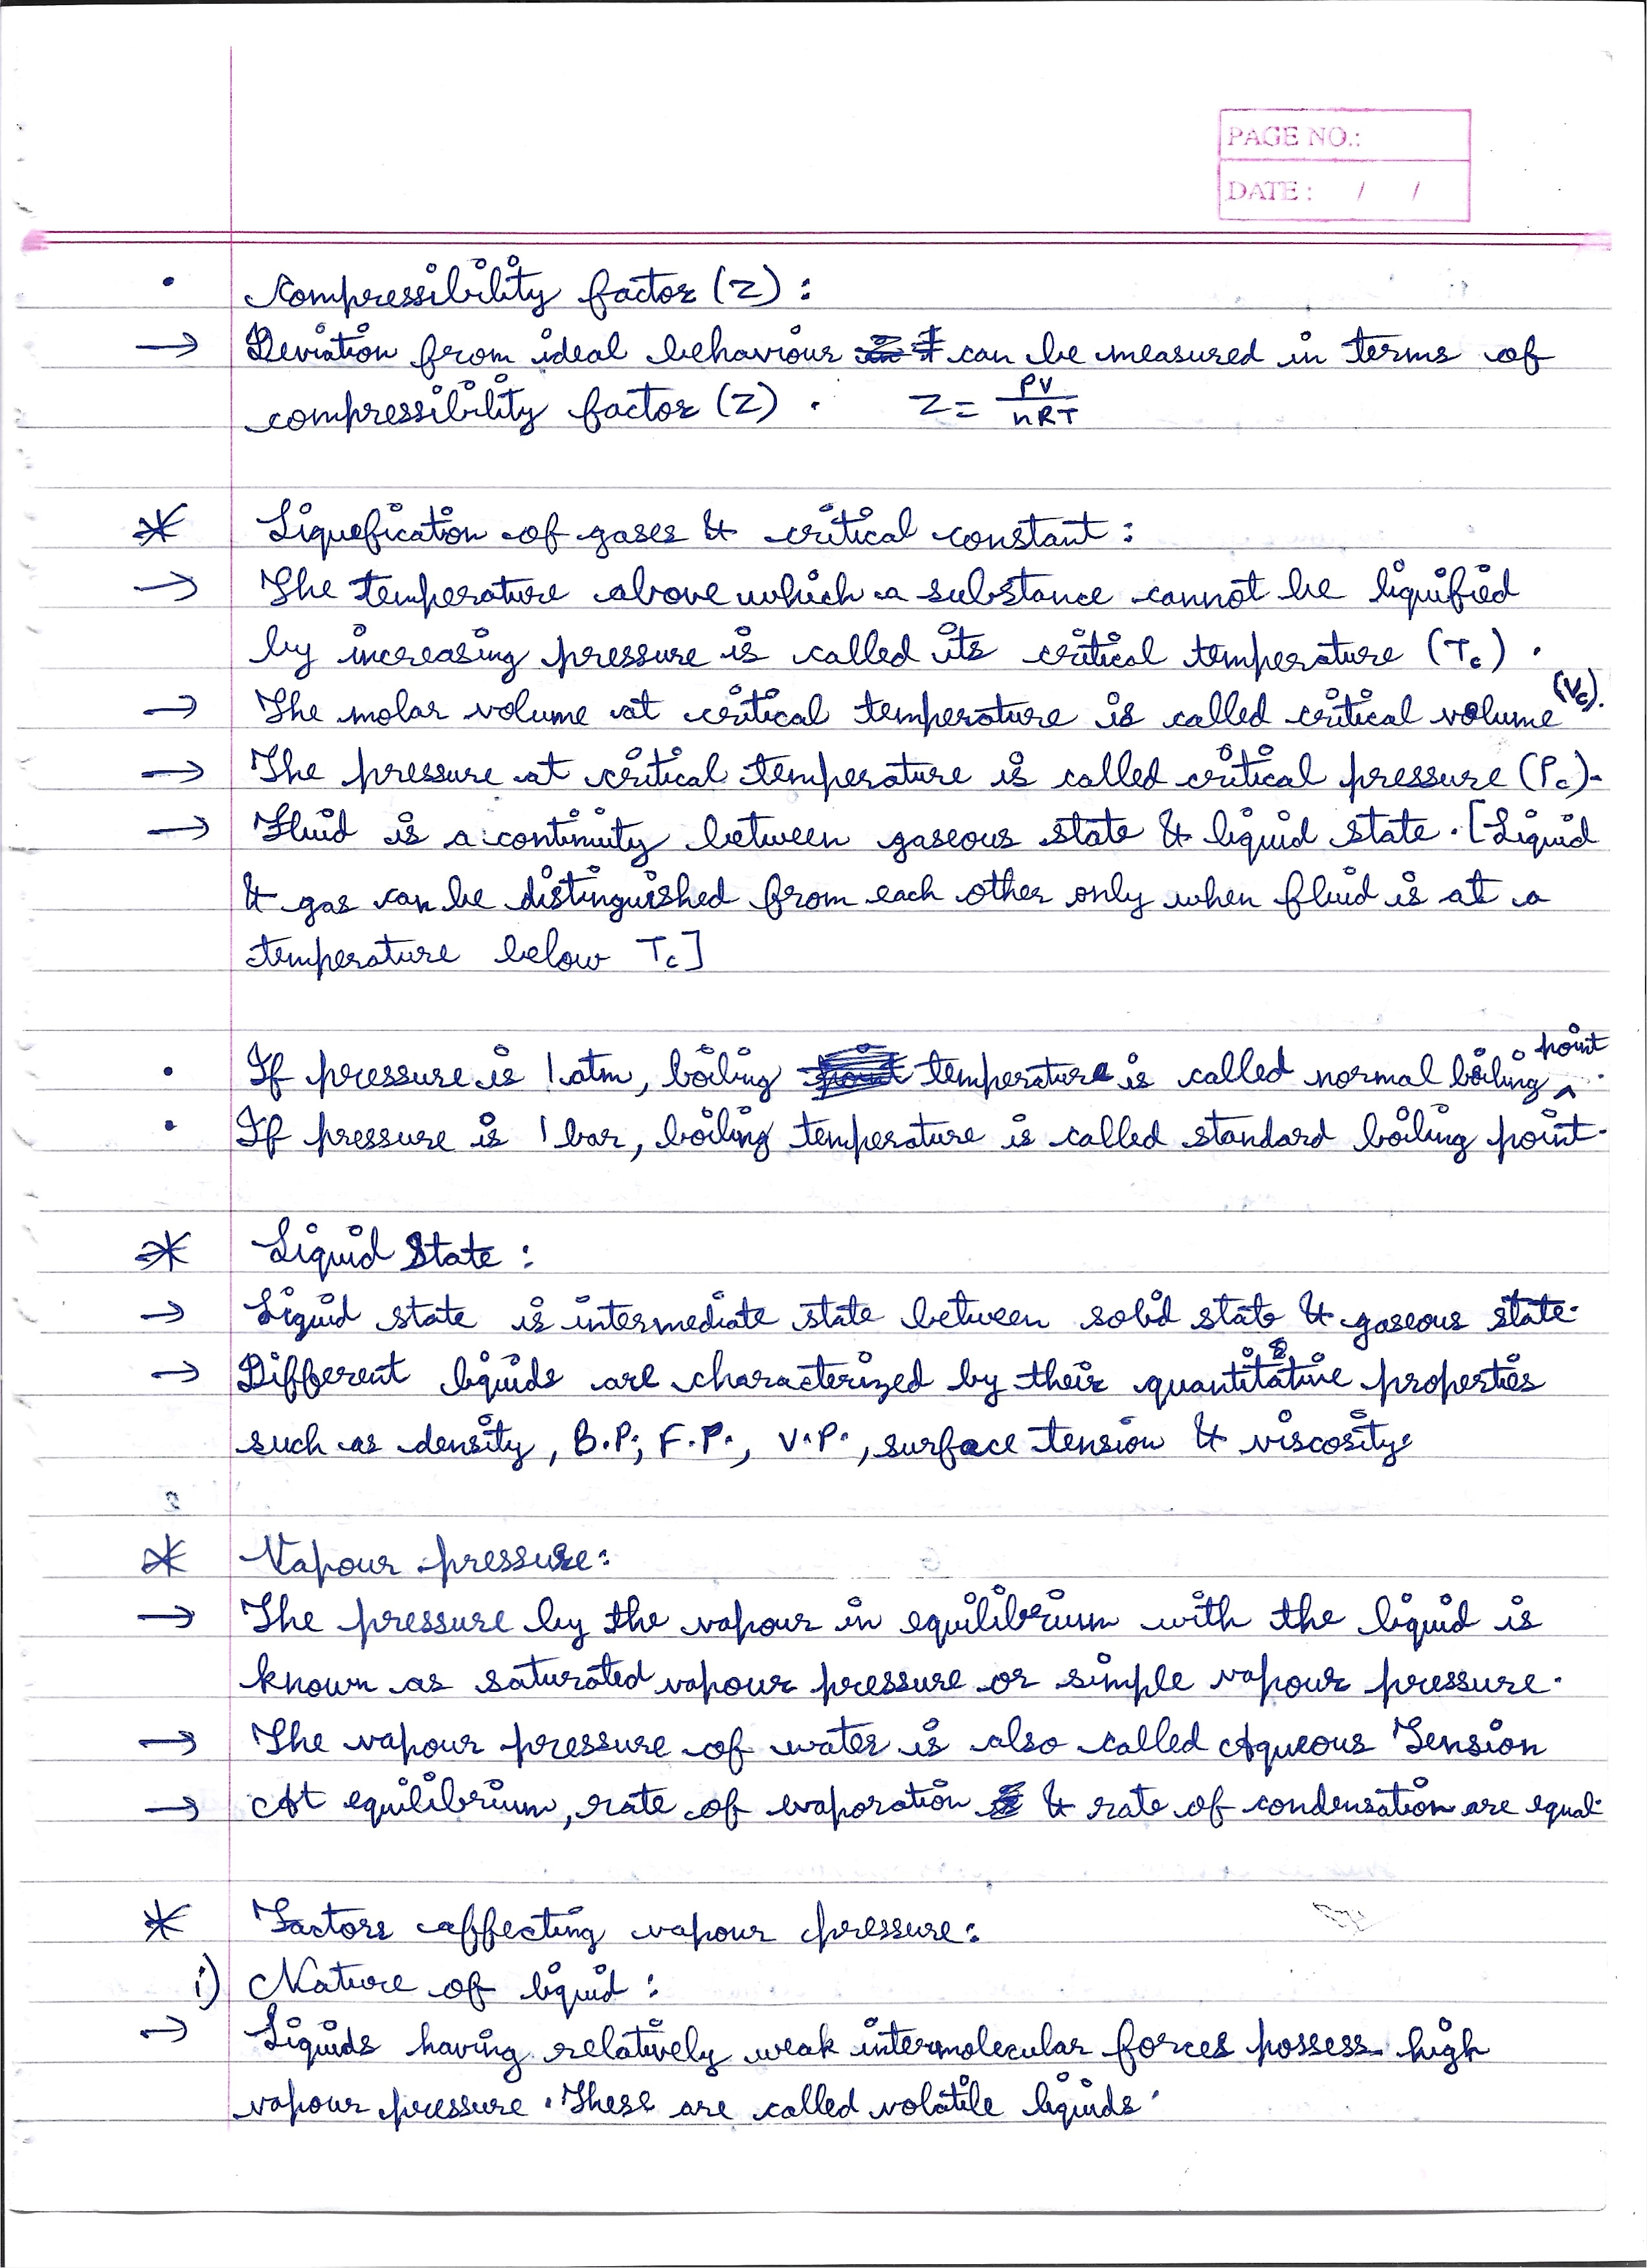 PAGE NO.:
DATE : / /
• Compressibility factor (Z) :
→ Deviation from ideal behaviour can be measured in terms of
compressibility factor (Z) . Z = PV/nRT
* Liquefication of gases & critical constant :
→ The temperature above which a substance cannot be liquified
by increasing pressure is called its critical temperature (Tc) .
→ The molar volume at critical temperature is called critical volume (Vc).
→ The pressure at critical temperature is called critical pressure (Pc).
→ Fluid is a continuity between gaseous state & liquid state . [Liquid
& gas can be distinguished from each other only when fluid is at a
temperature below Tc]
• If pressure is 1 atm, boiling temperature is called normal boiling point .
• If pressure is 1 bar, boiling temperature is called standard boiling point.
* Liquid State :
→ Liquid state is intermediate state between solid state & gaseous state.
→ Different liquids are characterized by their quantitative properties
such as density, B.P., F.P., V.P., surface tension & viscosity.
* Vapour pressure :
→ The pressure by the vapour in equilibrium with the liquid is
known as saturated vapour pressure or simple vapour pressure.
→ The vapour pressure of water is also called Aqueous Tension
→ At equilibrium, rate of evaporation & rate of condensation are equal.
* Factors affecting vapour pressure :
i) Nature of liquid :
→ Liquids having relatively weak intermolecular forces possess high
vapour pressure . These are called volatile liquids .